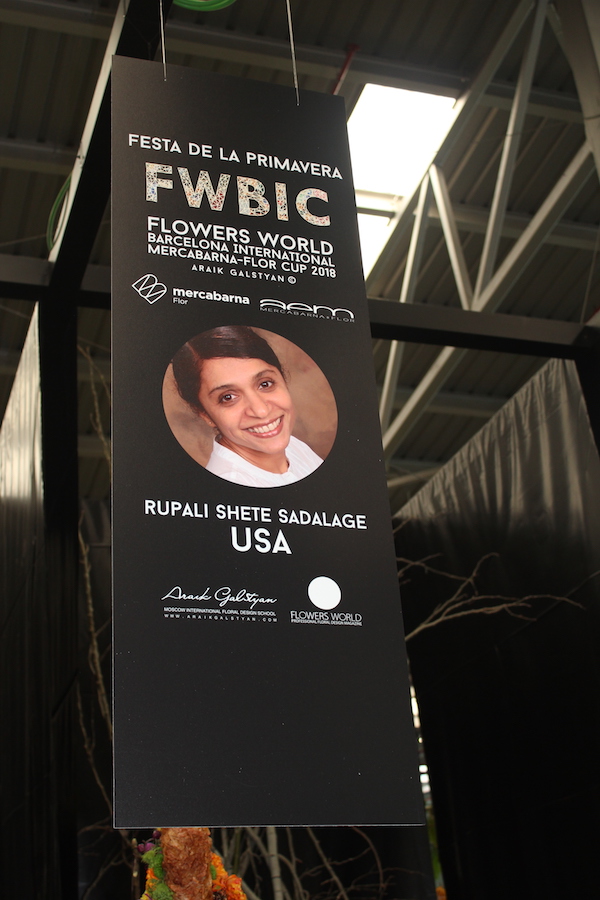 FESTA DE LA PRIMAVERA
FWBIC
FLOWERS WORLD
BARCELONA INTERNATIONAL
MERCABARNA-FLOR CUP 2018
ARAIK GALSTYAN ©
mercabarna
Flor
aem
MERCABARNA FLOR
RUPALI SHETE SADALAGE
USA
Araik Galstyan
MOSCOW INTERNATIONAL FLORAL DESIGN SCHOOL
WWW.ARAIKGALSTYAN.COM
FLOWERS WORLD
PROFESSIONAL FLORAL DESIGN MAGAZINE